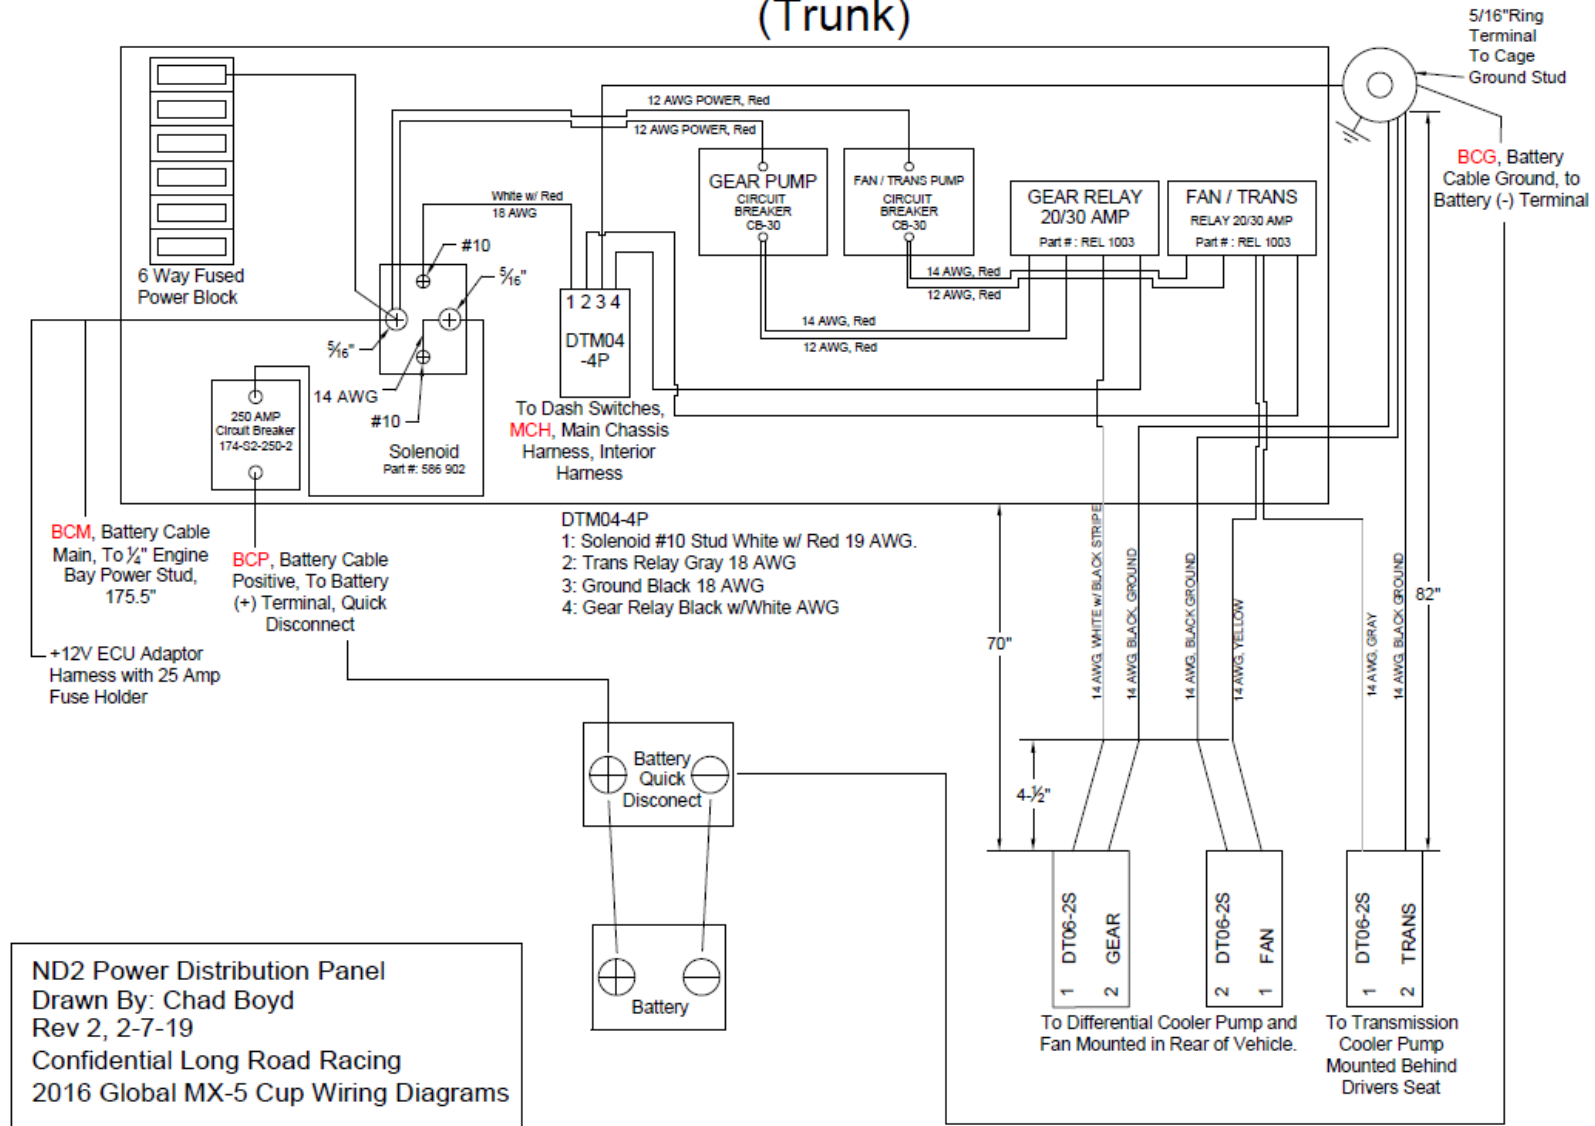 (Trunk)
5/16"Ring
Terminal
To Cage
Ground Stud
12 AWG POWER, Red
12 AWG POWER, Red
BCG, Battery
Cable Ground, to
Battery (-) Terminal
GEAR PUMP
CIRCUIT
BREAKER
CB-30
FAN / TRANS PUMP
CIRCUIT
BREAKER
CB-30
GEAR RELAY
20/30 AMP
Part # : REL 1003
FAN / TRANS
RELAY 20/30 AMP
Part # : REL 1003
White w/ Red
18 AWG
#10
5/16"
6 Way Fused
Power Block
14 AWG, Red
12 AWG, Red
1 2 3 4
DTM04
-4P
14 AWG, Red
12 AWG, Red
5/16"
14 AWG
#10
250 AMP
Circuit Breaker
174-S2-250-2
Solenoid
Part #: 586 902
To Dash Switches,
MCH, Main Chassis
Harness, Interior
Harness
BCM, Battery Cable
Main, To 1/4" Engine
Bay Power Stud,
175.5"
BCP, Battery Cable
Positive, To Battery
(+) Terminal, Quick
Disconnect
DTM04-4P
1: Solenoid #10 Stud White w/ Red 19 AWG.
2: Trans Relay Gray 18 AWG
3: Ground Black 18 AWG
4: Gear Relay Black w/White AWG
+12V ECU Adaptor
Harness with 25 Amp
Fuse Holder
70"
82"
14 AWG, WHITE w/ BLACK STRIPE
14 AWG, BLACK, GROUND
14 AWG, BLACK GROUND
14 AWG, YELLOW
14 AWG, GRAY
14 AWG, BLACK GROUND
4-1/2"
Battery
Quick
Disconect
Battery
1 DT06-2S
2 GEAR
2 DT06-2S
1 FAN
1 DT06-2S
2 TRANS
To Differential Cooler Pump and
Fan Mounted in Rear of Vehicle.
To Transmission
Cooler Pump
Mounted Behind
Drivers Seat
ND2 Power Distribution Panel
Drawn By: Chad Boyd
Rev 2, 2-7-19
Confidential Long Road Racing
2016 Global MX-5 Cup Wiring Diagrams